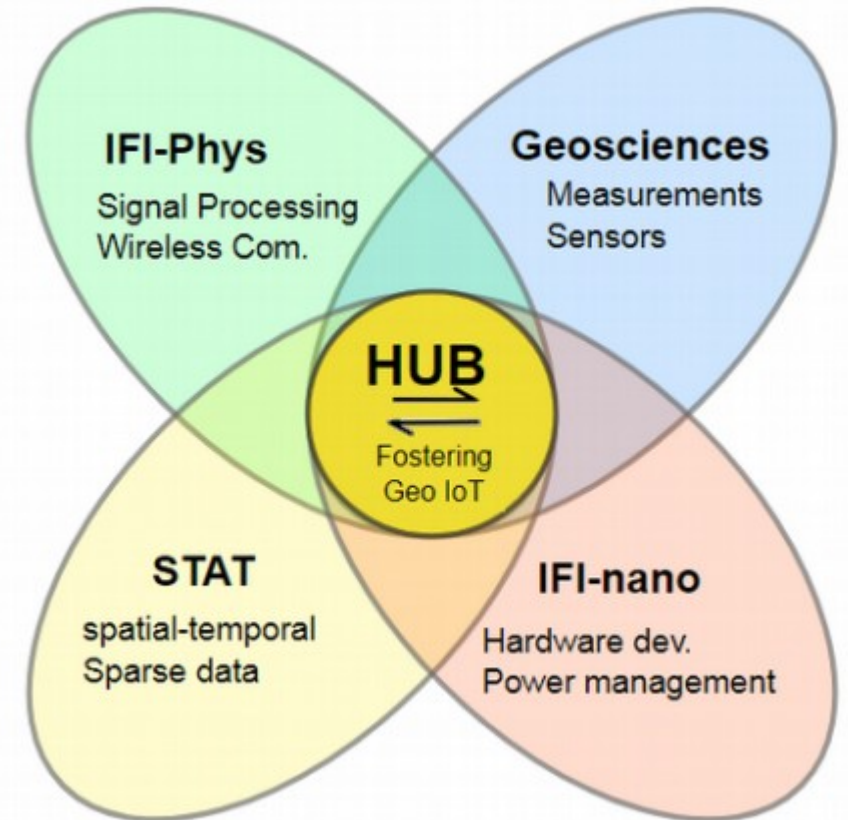 IFI-Phys
Signal Processing
Wireless Com.
Geosciences
Measurements
Sensors
HUB
Fostering
Geo IoT
STAT
spatial-temporal
Sparse data
IFI-nano
Hardware dev.
Power management